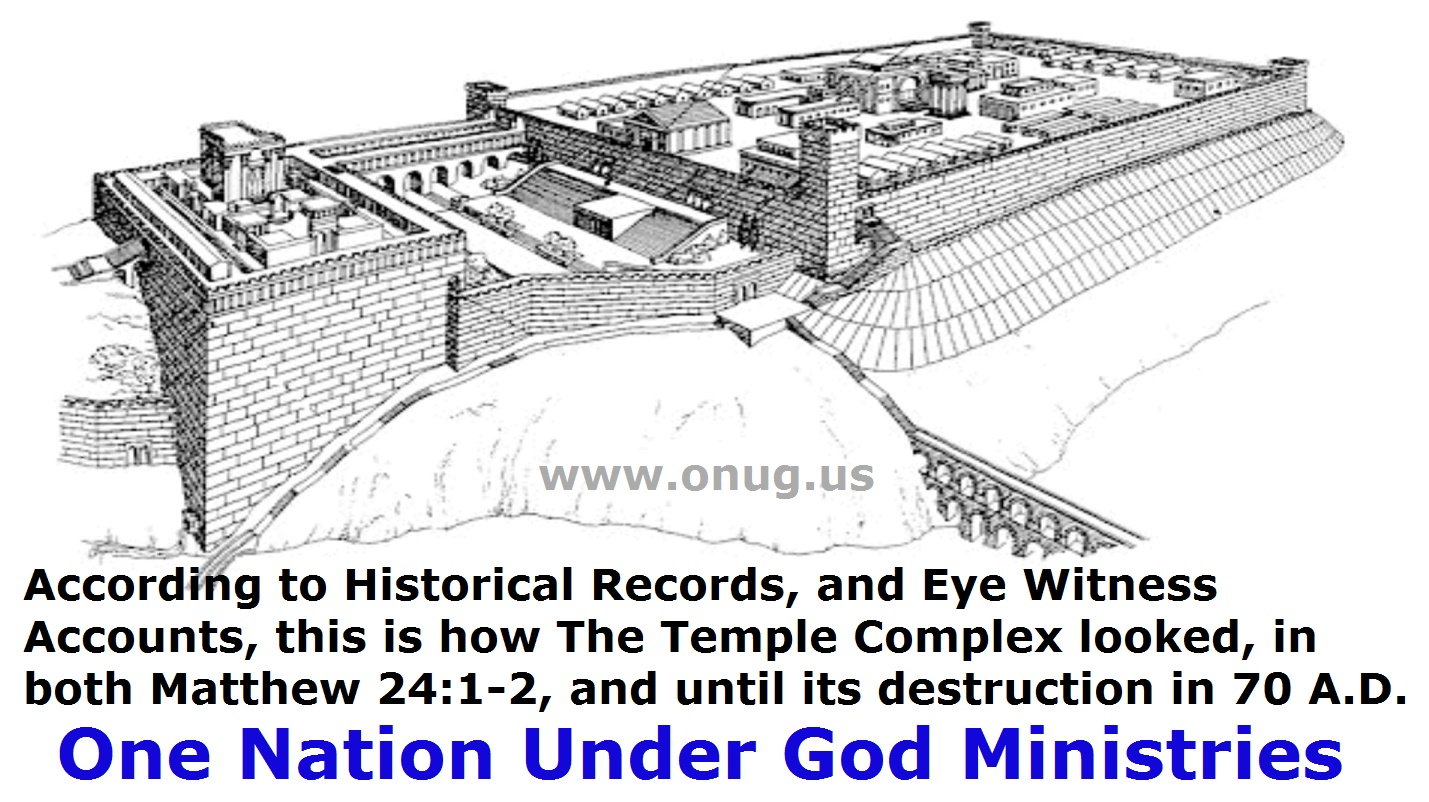 www.onug.us
According to Historical Records, and Eye Witness
Accounts, this is how The Temple Complex looked, in
both Matthew 24:1-2, and until its destruction in 70 A.D.
One Nation Under God Ministries